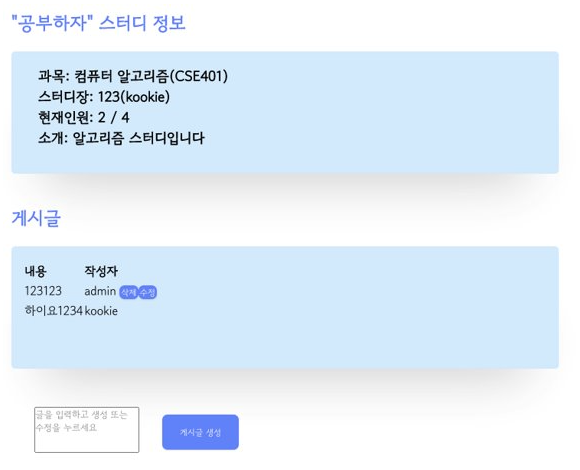 "공부하자" 스터디 정보
과목: 컴퓨터 알고리즘(CSE401)
스터디장: 123(kookie)
현재인원: 2 / 4
소개: 알고리즘 스터디입니다
게시글
내용 작성자
123123 admin 삭제 수정
하이요1234 kookie
글을 입력하고 생성 또는
수정을 누르세요
게시글 생성